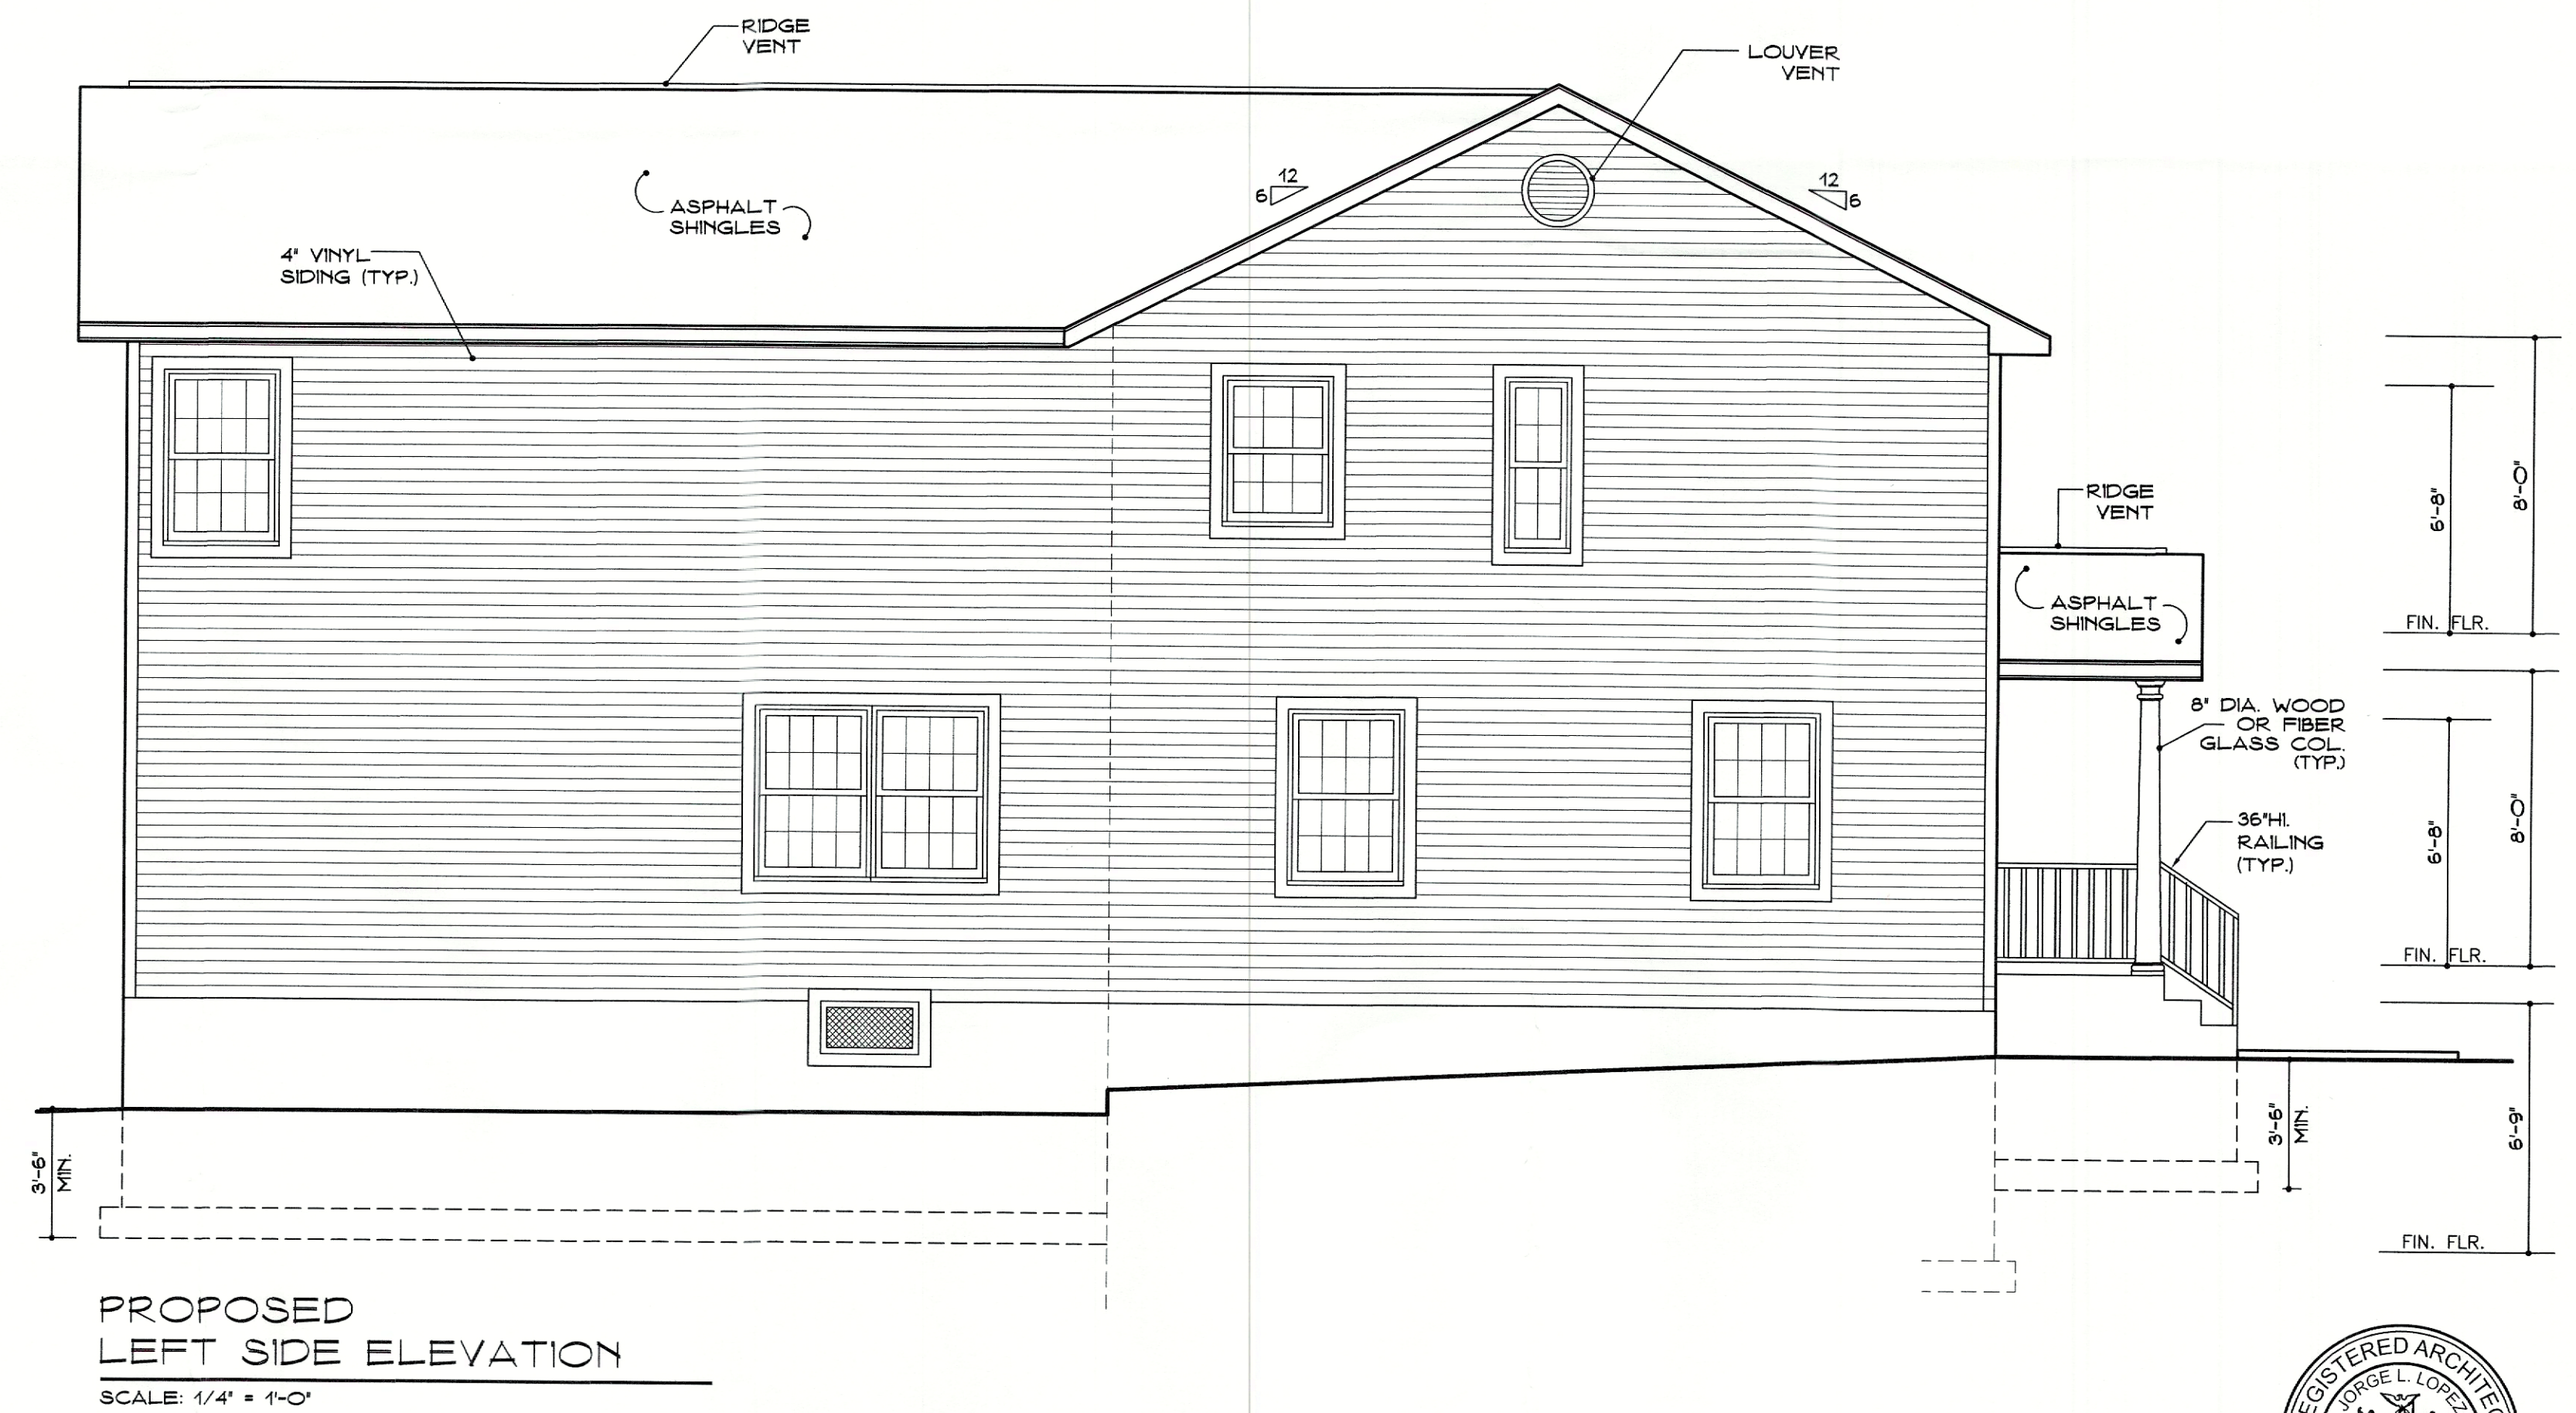 RIDGE
VENT
LOUVER
VENT
12
6
12
6
ASPHALT
SHINGLES
4" VINYL
SIDING (TYP.)
RIDGE
VENT
ASPHALT
SHINGLES
6'-8"
8'-0"
FIN. FLR.
8" DIA. WOOD
OR FIBER
GLASS COL.
(TYP.)
36"HI.
RAILING
(TYP.)
6'-8"
8'-0"
FIN. FLR.
3'-6"
MIN.
3'-6"
MIN.
6'-9"
FIN. FLR.
PROPOSED
LEFT SIDE ELEVATION
SCALE: 1/4" = 1'-0"
JORGE L. LOPEZ